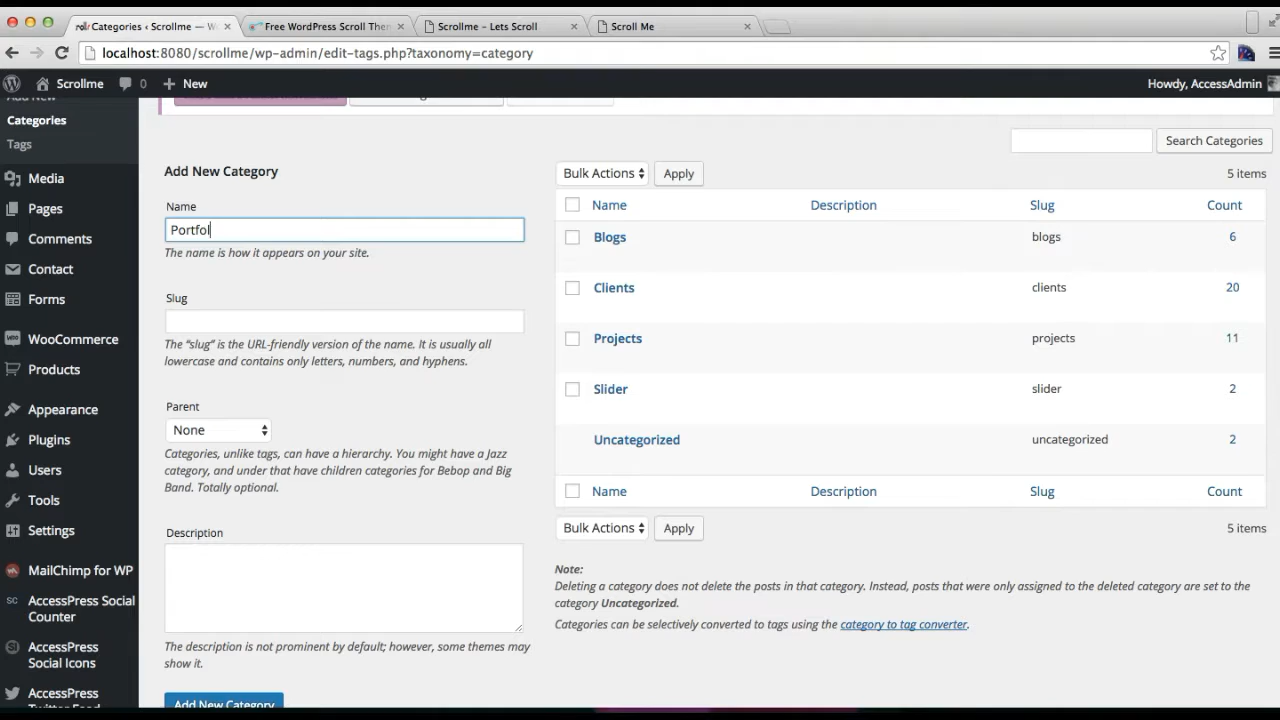 Categories ‹ Scrollme — W
Free WordPress Scroll Then
Scrollme – Lets Scroll
Scroll Me
localhost:8080/scrollme/wp-admin/edit-tags.php?taxonomy=category
Scrollme
0
New
Howdy, AccessAdmin
Add New
Categories
Tags
Media
Pages
Comments
Contact
Forms
WooCommerce
Products
Appearance
Plugins
Users
Tools
Settings
MailChimp for WP
AccessPress Social
Counter
AccessPress
Social Icons
AccessPress
Twitter Feed
Search Categories
Add New Category
Name
Portfol
The name is how it appears on your site.
Slug
The “slug” is the URL-friendly version of the name. It is usually all
lowercase and contains only letters, numbers, and hyphens.
Parent
None
Categories, unlike tags, can have a hierarchy. You might have a Jazz
category, and under that have children categories for Bebop and Big
Band. Totally optional.
Description
The description is not prominent by default; however, some themes may
show it.
Add New Category
Bulk Actions Apply 5 items
Name Description Slug Count
Blogs blogs 6
Clients clients 20
Projects projects 11
Slider slider 2
Uncategorized uncategorized 2
Name Description Slug Count
Bulk Actions Apply 5 items
Note:
Deleting a category does not delete the posts in that category. Instead, posts that were only assigned to the deleted category are set to the
category Uncategorized.
Categories can be selectively converted to tags using the category to tag converter.